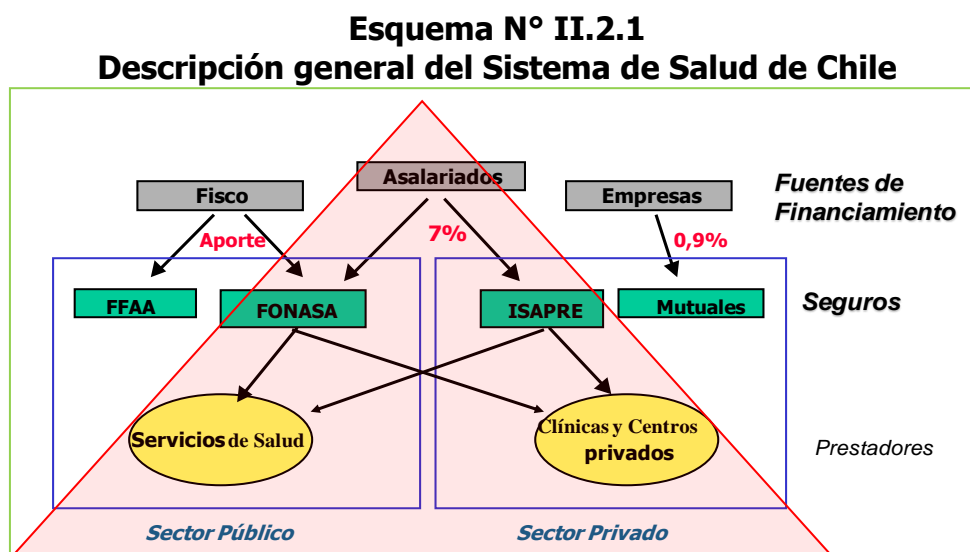 Esquema N° II.2.1
Descripción general del Sistema de Salud de Chile
Asalariados
Fisco
Empresas
Fuentes de
Financiamiento
Aporte
7%
0,9%
FFAA
FONASA
ISAPRE
Mutuales
Seguros
Servicios de Salud
Clínicas y Centros
privados
Prestadores
Sector Público
Sector Privado